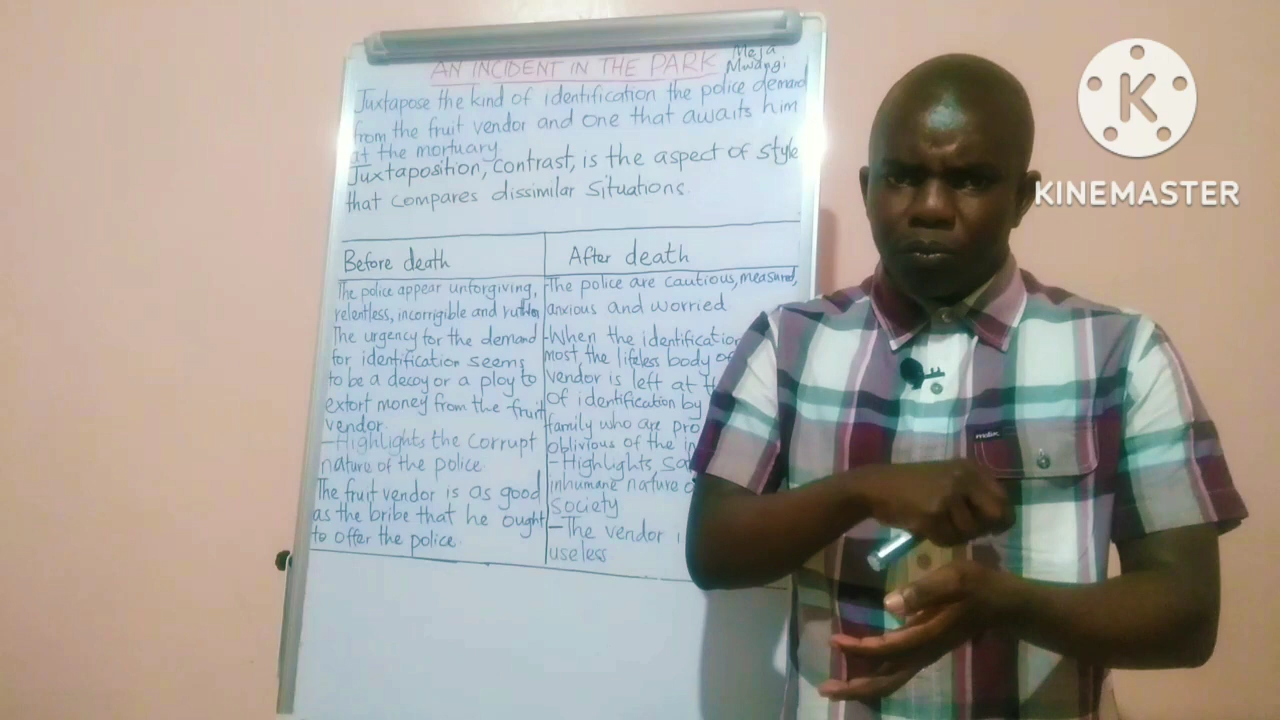 AN INCIDENT IN THE PARK
Meja
Mwangi
Juxtapose the kind of identification the police demand
from the fruit vendor and one that awaits him
at the mortuary.
Juxtaposition, contrast, is the aspect of style
that compares dissimilar situations.
Before death
The police appear unforgiving,
relentless, incorrigible and
The urgency for the demand
for identification seems
to be a decoy or a ploy to
extort money from the fruit
vendor.
-Highlights the corrupt
nature of the police.
The fruit vendor is as good
as the bribe that he ought
to offer the police.
After death
-The police are cautious, measured,
anxious and worried
-When the identification
most, the lifeless body of
vendor is left at
of identification by
family who are
oblivious of the
-Highlights
inhumane nature
society
-The vendor
useless
K
KINEMASTER